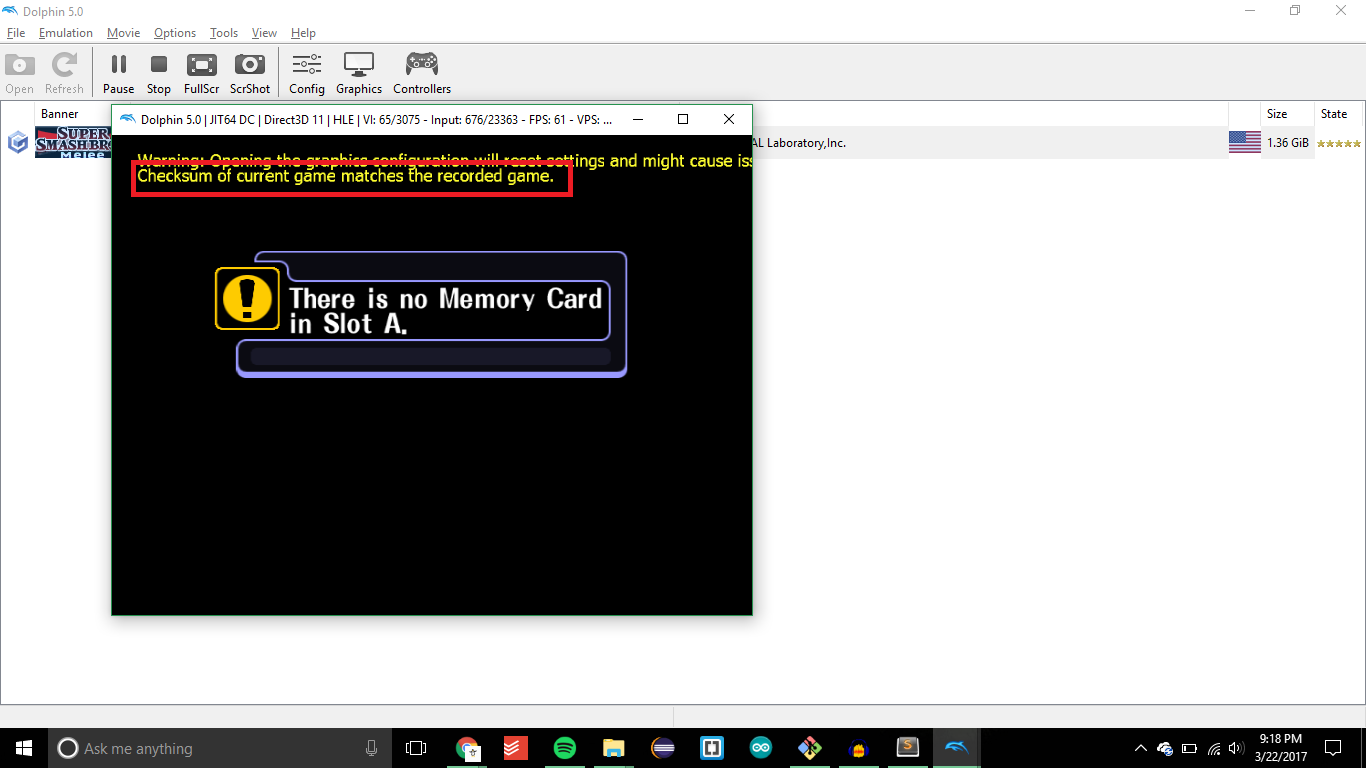 Dolphin 5.0
File Emulation Movie Options Tools View Help
Open Refresh Pause Stop FullScr ScrShot Config Graphics Controllers
Banner Size State
Dolphin 5.0 | JIT64 DC | Direct3D 11 | HLE | VI: 65/3075 - Input: 676/23363 - FPS: 61 - VPS: ...
SUPER
SMASH BR
Melee
AL Laboratory,Inc. 1.36 GiB
Warning: Opening the graphics configuration will reset settings and might cause iss
Checksum of current game matches the recorded game.
There is no Memory Card
in Slot A.
Ask me anything
9:18 PM
3/22/2017